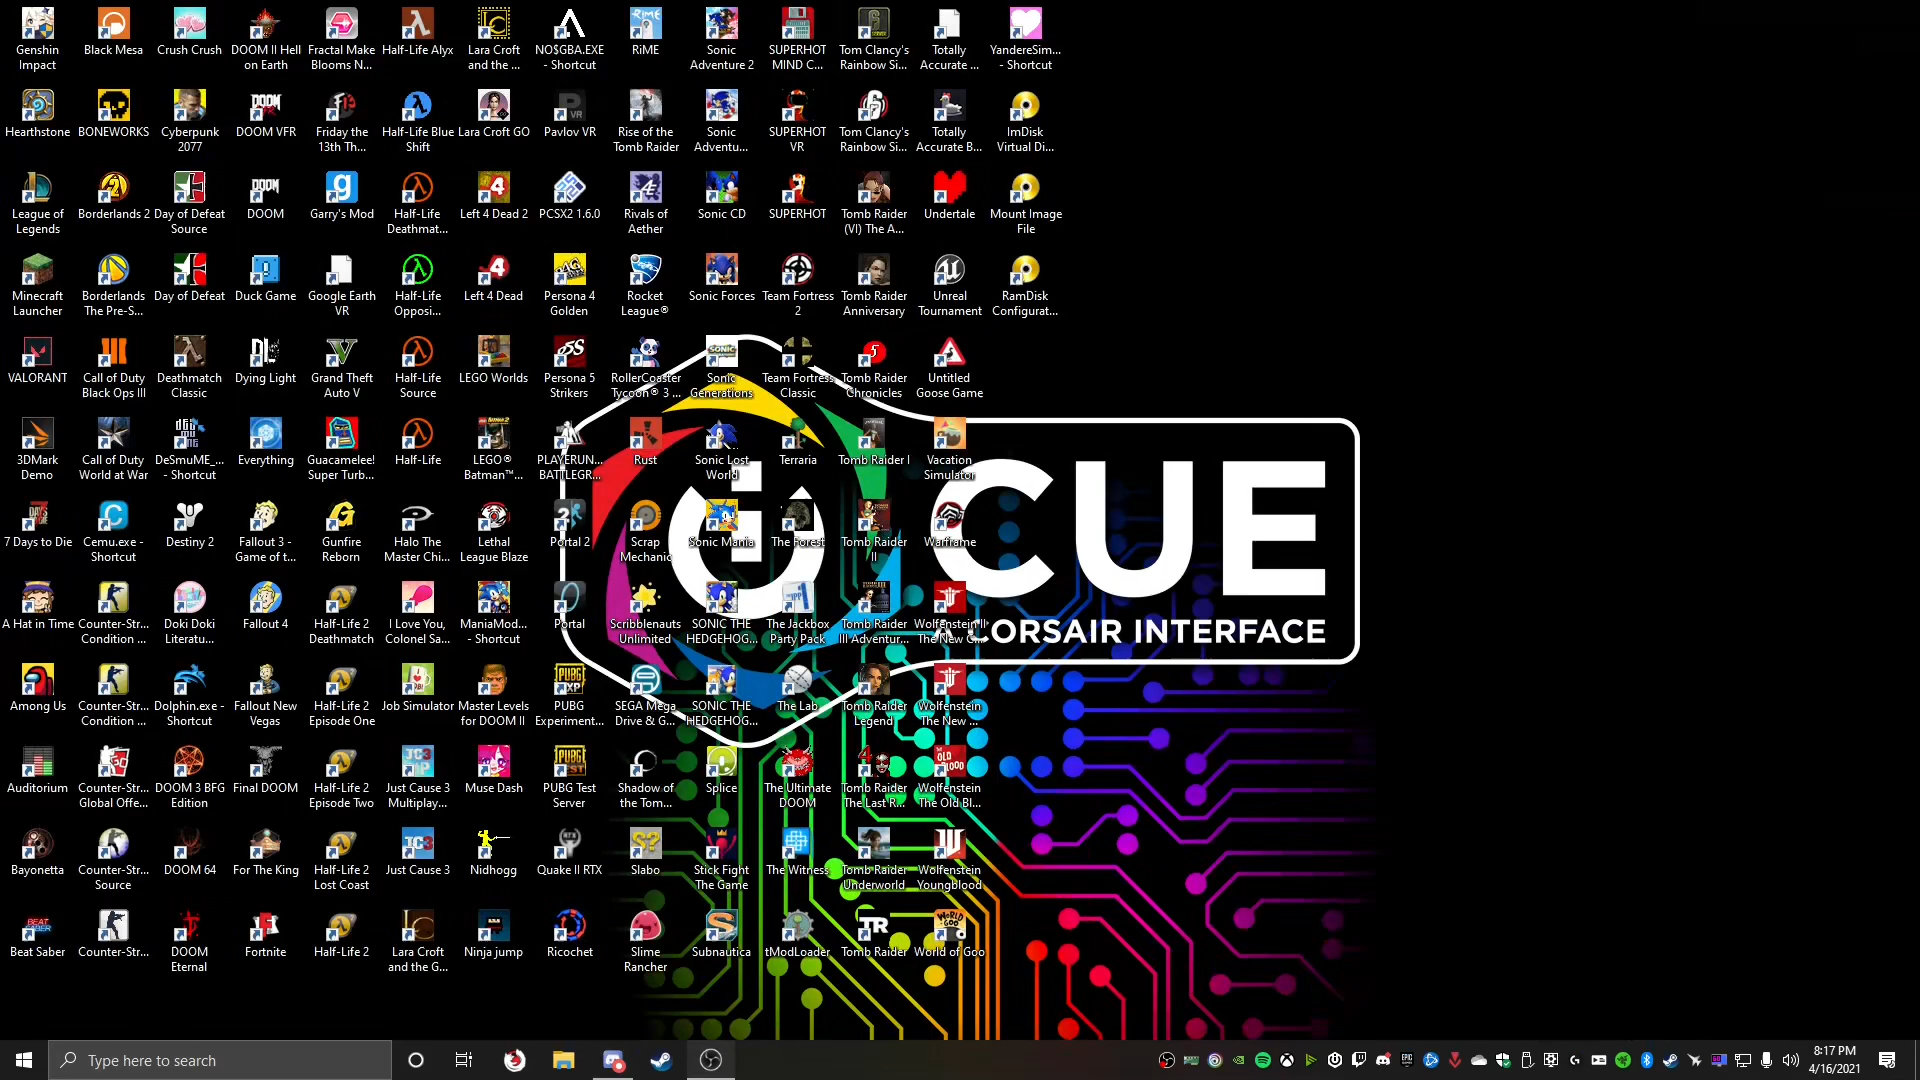 Genshin
Impact
Black Mesa
Crush Crush
DOOM II Hell
on Earth
Fractal Make
Blooms N...
Half-Life Alyx
Lara Croft
and the ...
NO$GBA.EXE
- Shortcut
RiME
Sonic
Adventure 2
SUPERHOT
MIND C...
Tom Clancy's
Rainbow Si...
Totally
Accurate ...
YandereSim...
- Shortcut
Hearthstone
BONEWORKS
Cyberpunk
2077
DOOM VFR
Friday the
13th Th...
Half-Life Blue
Shift
Lara Croft GO
Pavlov VR
Rise of the
Tomb Raider
Sonic
Adventu...
SUPERHOT
VR
Tom Clancy's
Rainbow Si...
Totally
Accurate B...
ImDisk
Virtual Di...
League of
Legends
Borderlands 2
Day of Defeat
Source
DOOM
Garry's Mod
Half-Life
Deathmat...
Left 4 Dead 2
PCSX2 1.6.0
Rivals of
Aether
Sonic CD
SUPERHOT
Tomb Raider
(VI) The A...
Undertale
Mount Image
File
Minecraft
Launcher
Borderlands
The Pre-S...
Day of Defeat
Duck Game
Google Earth
VR
Half-Life
Opposi...
Left 4 Dead
Persona 4
Golden
Rocket
League®
Sonic Forces
Team Fortress
2
Tomb Raider
Anniversary
Unreal
Tournament
RamDisk
Configurat...
VALORANT
Call of Duty
Black Ops III
Deathmatch
Classic
Dying Light
Grand Theft
Auto V
Half-Life
Source
LEGO Worlds
Persona 5
Strikers
RollerCoaster
Tycoon® 3 ...
Sonic
Generations
Team Fortress
Classic
Tomb Raider
Chronicles
Untitled
Goose Game
3DMark
Demo
Call of Duty
World at War
DeSmuME_...
- Shortcut
Everything
Guacamelee!
Super Turb...
Half-Life
LEGO®
Batman™...
PLAYERUN...
BATTLEGR...
Rust
Sonic Lost
World
Terraria
Tomb Raider I
Vacation
Simulator
7 Days to Die
Cemu.exe -
Shortcut
Destiny 2
Fallout 3 -
Game of t...
Gunfire
Reborn
Halo The
Master Chi...
Lethal
League Blaze
Portal 2
Scrap
Mechanic
Sonic Mania
The Forest
Tomb Raider
II
Warframe
A Hat in Time
Counter-Str...
Condition ...
Doki Doki
Literatu...
Fallout 4
Half-Life 2
Deathmatch
I Love You,
Colonel Sa...
ManiaMod...
- Shortcut
Portal
Scribblenauts
Unlimited
SONIC THE
HEDGEHOG...
The Jackbox
Party Pack
Tomb Raider
III Adventur...
Wolfenstein II
The New C...
Among Us
Counter-Str...
Condition ...
Dolphin.exe -
Shortcut
Fallout New
Vegas
Half-Life 2
Episode One
Job Simulator
Master Levels
for DOOM II
PUBG
Experiment...
SEGA Mega
Drive & G...
SONIC THE
HEDGEHOG...
The Lab
Tomb Raider
Legend
Wolfenstein
The New ...
Auditorium
Counter-Str...
Global Offe...
DOOM 3 BFG
Edition
Final DOOM
Half-Life 2
Episode Two
Just Cause 3
Multiplay...
Muse Dash
PUBG Test
Server
Shadow of
the Tom...
Splice
The Ultimate
DOOM
Tomb Raider
The Last R...
Wolfenstein
The Old Bl...
Bayonetta
Counter-Str...
Source
DOOM 64
For The King
Half-Life 2
Lost Coast
Just Cause 3
Nidhogg
Quake II RTX
Slabo
Stick Fight
The Game
The Witness
Tomb Raider
Underworld
Wolfenstein
Youngblood
Beat Saber
Counter-Str...
DOOM
Eternal
Fortnite
Half-Life 2
Lara Croft
and the G...
Ninja jump
Ricochet
Slime
Rancher
Subnautica
tModLoader
Tomb Raider
World of Goo
CUE
CORSAIR INTERFACE
Type here to search
8:17 PM
4/16/2021